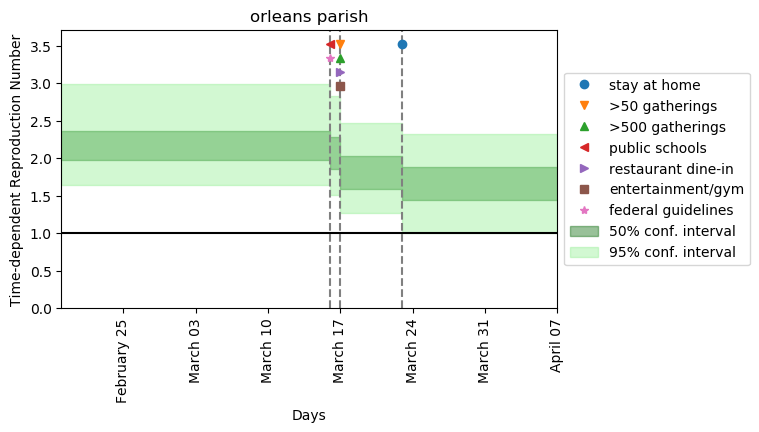 orleans parish
Time-dependent Reproduction Number
3.5
3.0
2.5
2.0
1.5
1.0
0.5
0.0
February 25
March 03
March 10
March 17
March 24
March 31
April 07
Days
stay at home
>50 gatherings
>500 gatherings
public schools
restaurant dine-in
entertainment/gym
federal guidelines
50% conf. interval
95% conf. interval